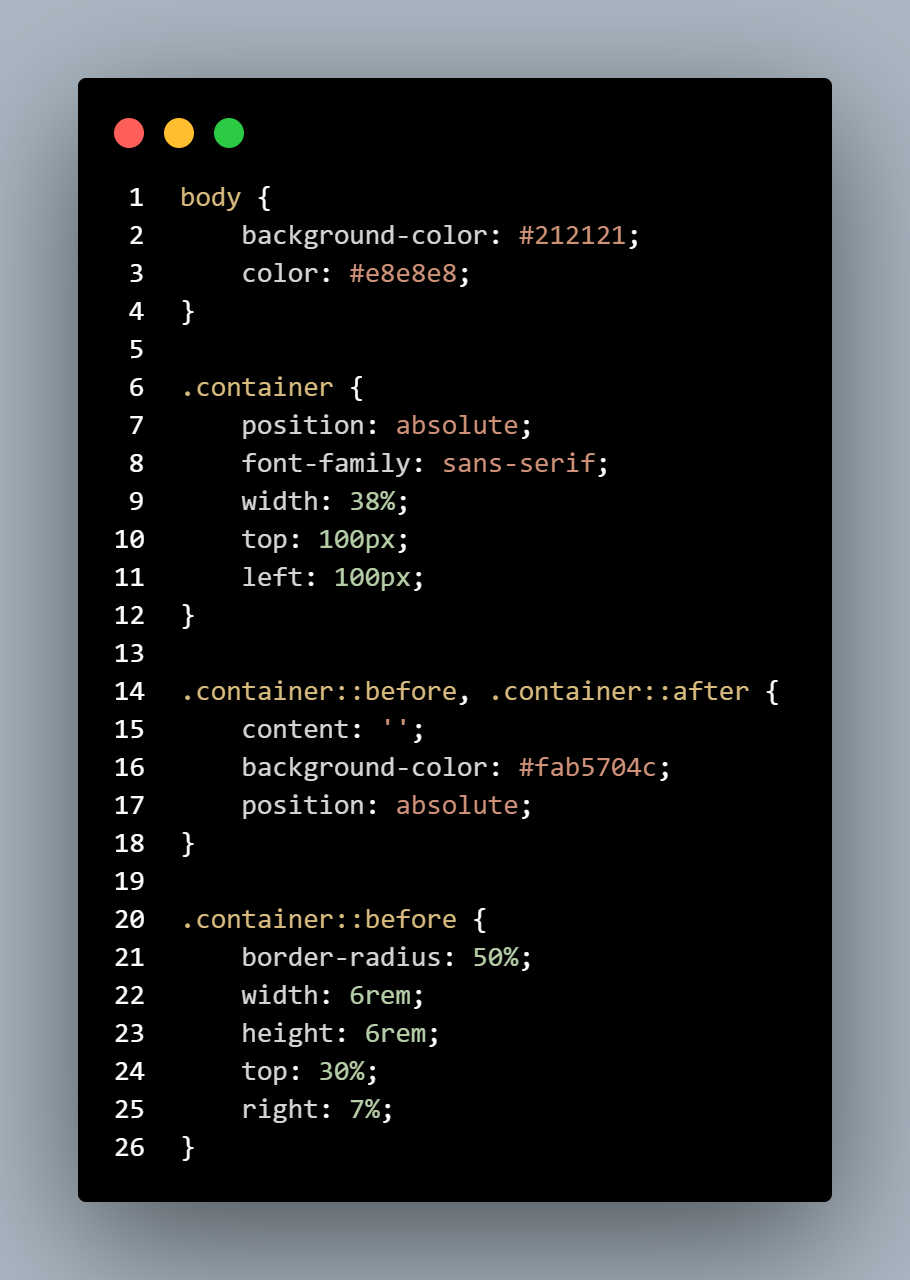 1 body {
2     background-color: #212121;
3     color: #e8e8e8;
4 }
5
6 .container {
7     position: absolute;
8     font-family: sans-serif;
9     width: 38%;
10     top: 100px;
11     left: 100px;
12 }
13
14 .container::before, .container::after {
15     content: '';
16     background-color: #fab5704c;
17     position: absolute;
18 }
19
20 .container::before {
21     border-radius: 50%;
22     width: 6rem;
23     height: 6rem;
24     top: 30%;
25     right: 7%;
26 }